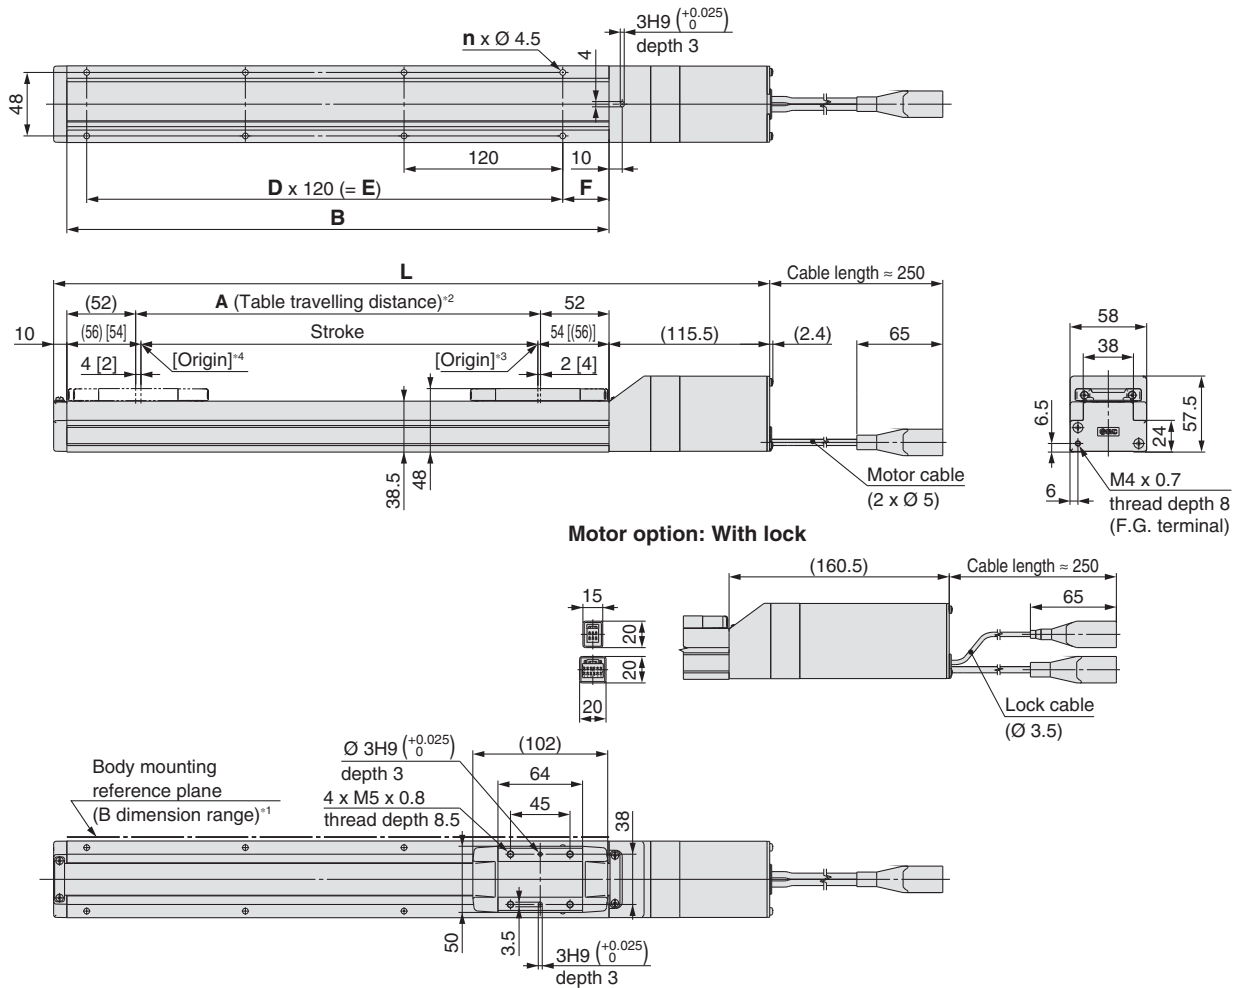 3H9 (+0.025 0)
depth 3
n x Ø 4.5
4
48
120
10
D x 120 (= E)
F
B
L
Cable length ≈ 250
(52)
A (Table travelling distance)*2
52
10
(56) [54]
Stroke
54 [(56)]
(115.5)
(2.4)
65
4 [2]
[Origin]*4
[Origin]*3
2 [4]
38.5
48
Motor cable
(2 x Ø 5)
58
38
6.5
24
57.5
6
SMC
M4 x 0.7
thread depth 8
(F.G. terminal)
Motor option: With lock
(160.5)
Cable length ≈ 250
15
65
20
20
20
Lock cable
(Ø 3.5)
Body mounting
reference plane
(B dimension range)*1
Ø 3H9 (+0.025 0)
depth 3
4 x M5 x 0.8
thread depth 8.5
(102)
64
45
38
50
3.5
3H9 (+0.025 0)
depth 3